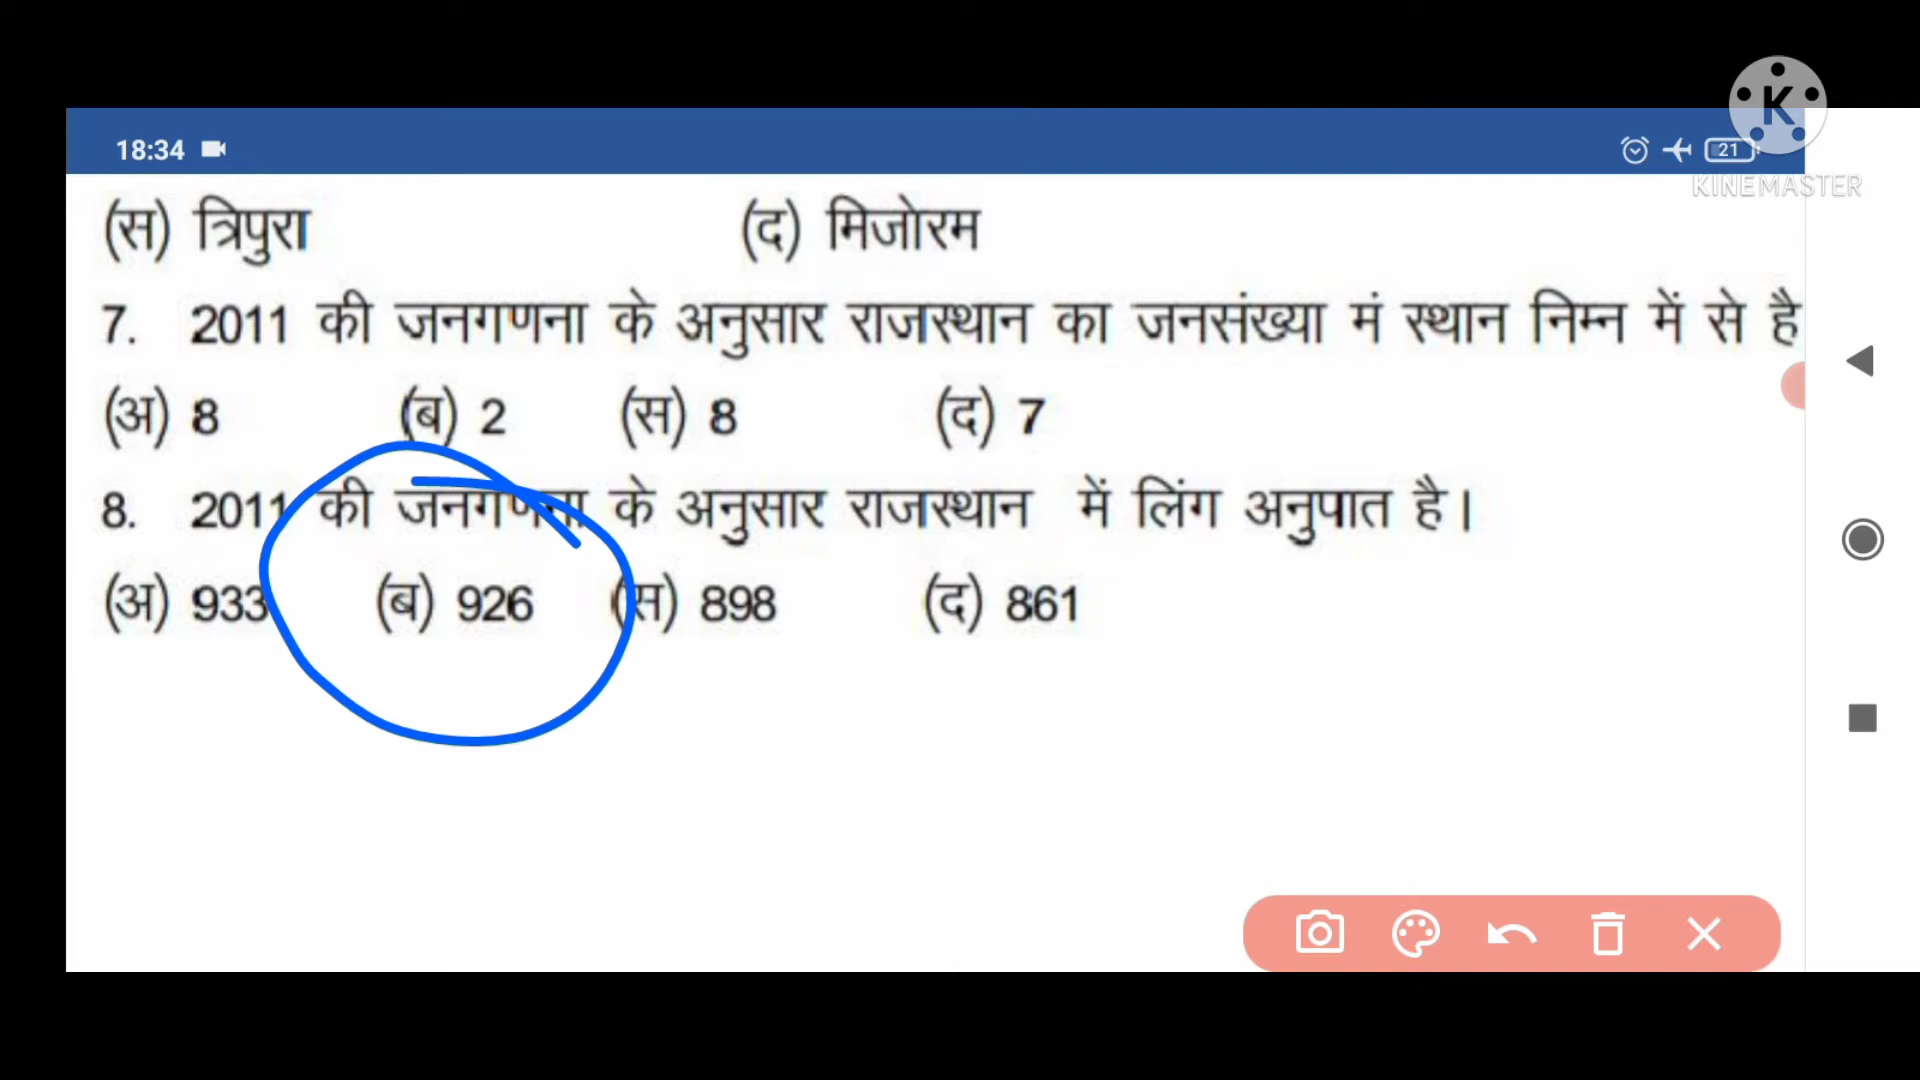 18:34
21
K
KINEMASTER
(स) त्रिपुरा (द) मिजोरम
7. 2011 की जनगणना के अनुसार राजस्थान का जनसंख्या मं स्थान निम्न में से है
(अ) 8 (ब) 2 (स) 8 (द) 7
8. 2011 की जनगणना के अनुसार राजस्थान में लिंग अनुपात है।
(अ) 933 (ब) 926 (स) 898 (द) 861